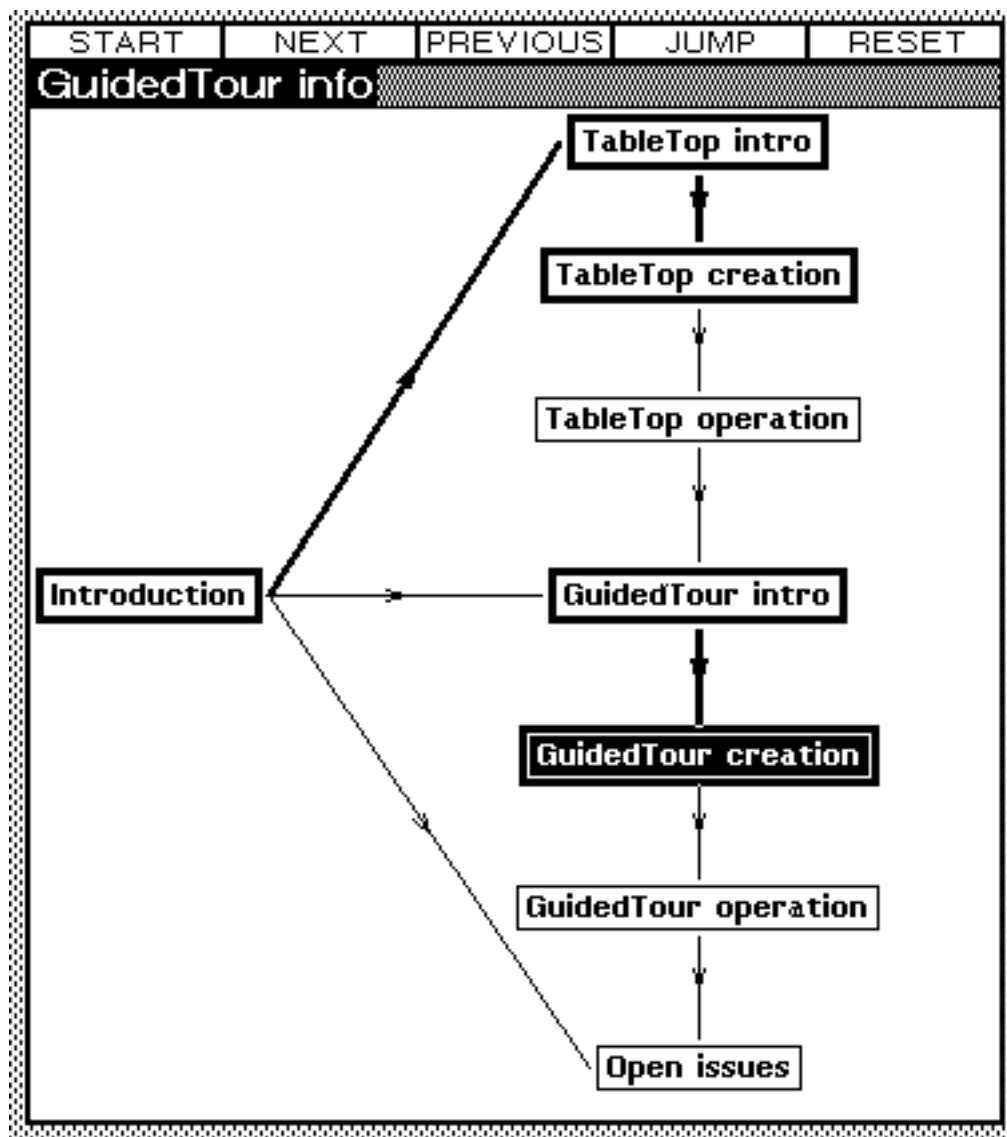 START NEXT PREVIOUS JUMP RESET
GuidedTour info
TableTop intro
TableTop creation
TableTop operation
Introduction
GuidedTour intro
GuidedTour creation
GuidedTour operation
Open issues